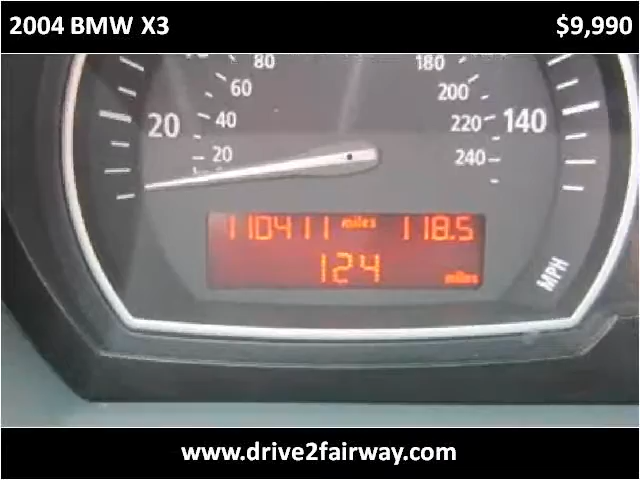 2004 BMW X3 $9,990
80 180
60 200
20 40 220 140
20 240
110411 miles 118.5
124 miles
MPH
www.drive2fairway.com